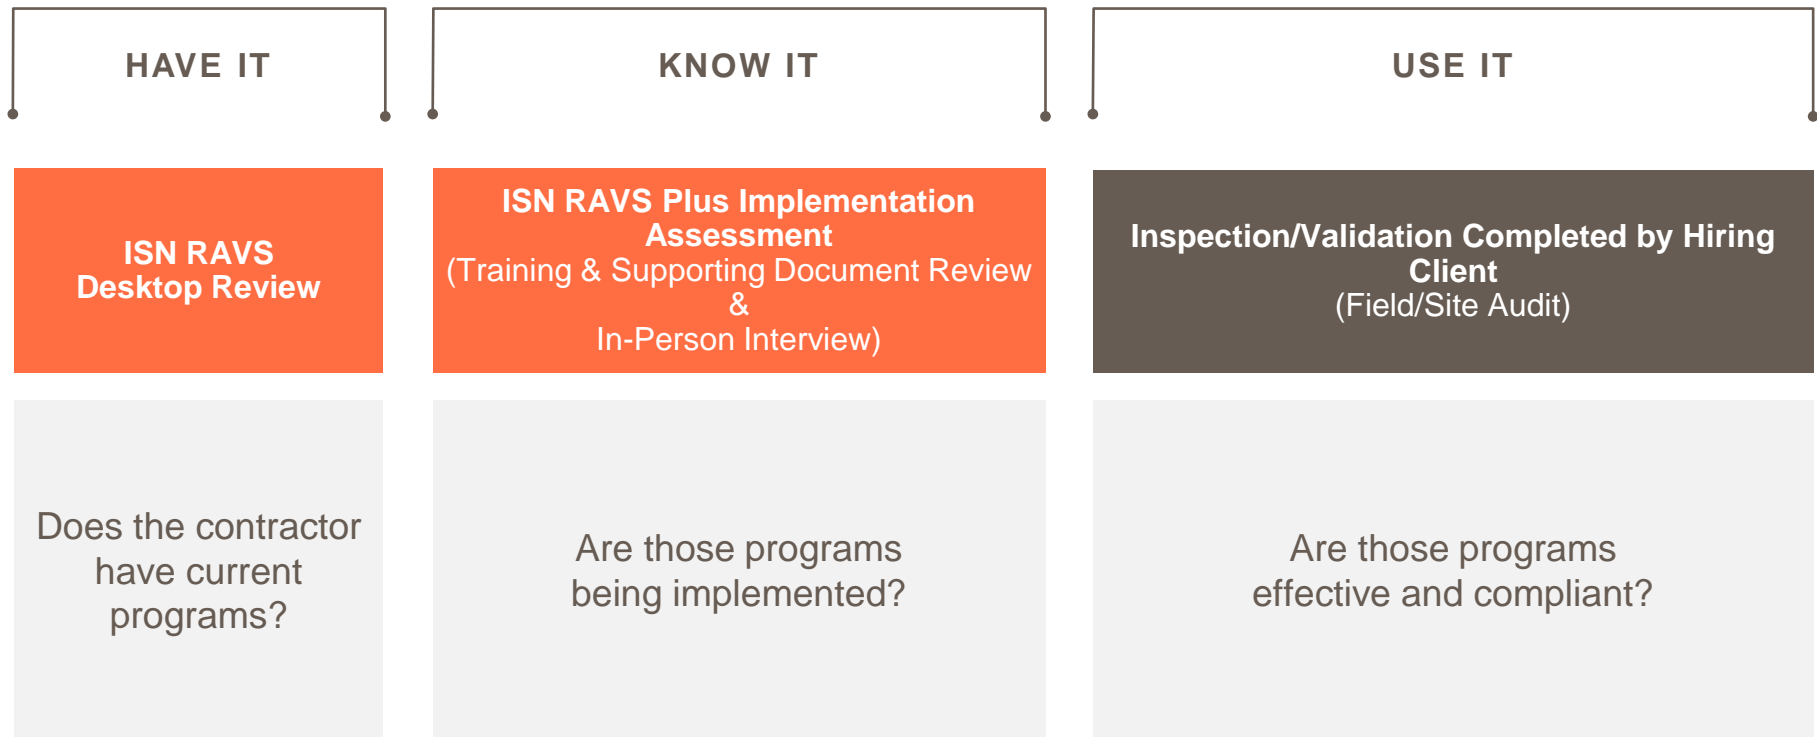 HAVE IT
KNOW IT
USE IT
ISN RAVS
Desktop Review
ISN RAVS Plus Implementation
Assessment
(Training & Supporting Document Review
&
In-Person Interview)
Inspection/Validation Completed by Hiring
Client
(Field/Site Audit)
Does the contractor
have current
programs?
Are those programs
being implemented?
Are those programs
effective and compliant?